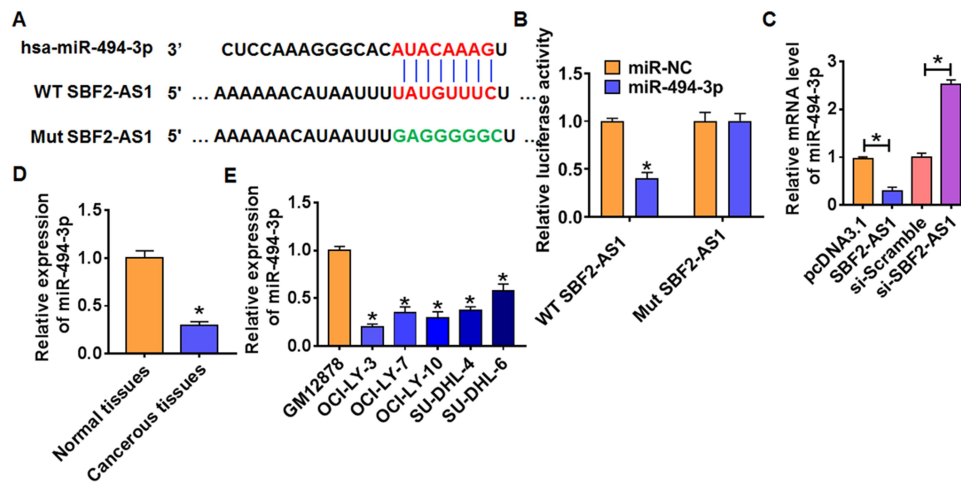 A
hsa-miR-494-3p 3’ CUCCAAAGGGCACAUACAAAGU
WT SBF2-AS1 5' ... AAAAAACAUAAUUUUAUGUUUCU ...
Mut SBF2-AS1 5' ... AAAAAACAUAAUUUGAGGGGGCU ...
B
Relative luciferase activity
miR-NC
miR-494-3p
1.5
1.0
0.5
0.0
*
WT SBF2-AS1
Mut SBF2-AS1
C
Relative mRNA level
of miR-494-3p
4
3
2
1
0
*
*
pcDNA3.1
SBF2-AS1
si-Scramble
si-SBF2-AS1
D
Relative expression
of miR-494-3p
1.5
1.0
0.5
0.0
*
Normal tissues
Cancerous tissues
E
Relative expression
of miR-494-3p
1.5
1.0
0.5
0.0
*
*
*
*
*
GM12878
OCI-LY-3
OCI-LY-7
OCI-LY-10
SU-DHL-4
SU-DHL-6